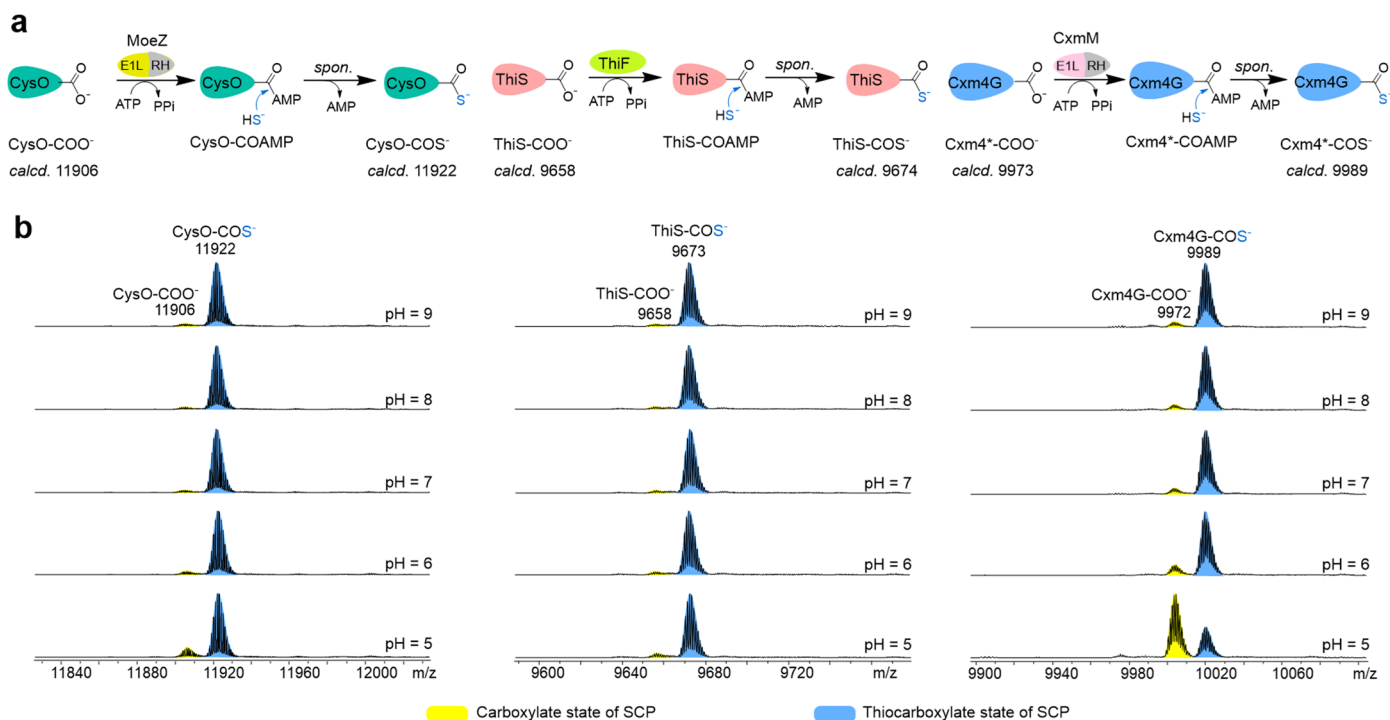 a
MoeZ
E1L RH
CysO
O
O⁻
ATP PPi
CysO
O
AMP
HS⁻
spon.
AMP
CysO
O
S⁻
ThiS
O
O⁻
ThiF
ATP PPi
ThiS
O
AMP
HS⁻
spon.
AMP
ThiS
O
S⁻
Cxm4G
O
O⁻
CxmM
E1L RH
ATP PPi
Cxm4G
O
AMP
HS⁻
spon.
AMP
Cxm4G
O
S⁻
CysO-COO⁻
calcd. 11906
CysO-COAMP
CysO-COS⁻
calcd. 11922
ThiS-COO⁻
calcd. 9658
ThiS-COAMP
ThiS-COS⁻
calcd. 9674
Cxm4*-COO⁻
calcd. 9973
Cxm4*-COAMP
Cxm4*-COS⁻
calcd. 9989
b
CysO-COS⁻
11922
CysO-COO⁻
11906
pH = 9
pH = 8
pH = 7
pH = 6
pH = 5
11840 11880 11920 11960 12000 m/z
ThiS-COS⁻
9673
ThiS-COO⁻
9658
pH = 9
pH = 8
pH = 7
pH = 6
pH = 5
9600 9640 9680 9720 m/z
Cxm4G-COS⁻
9989
Cxm4G-COO⁻
9972
pH = 9
pH = 8
pH = 7
pH = 6
pH = 5
9900 9940 9980 10020 10060 m/z
Carboxylate state of SCP
Thiocarboxylate state of SCP